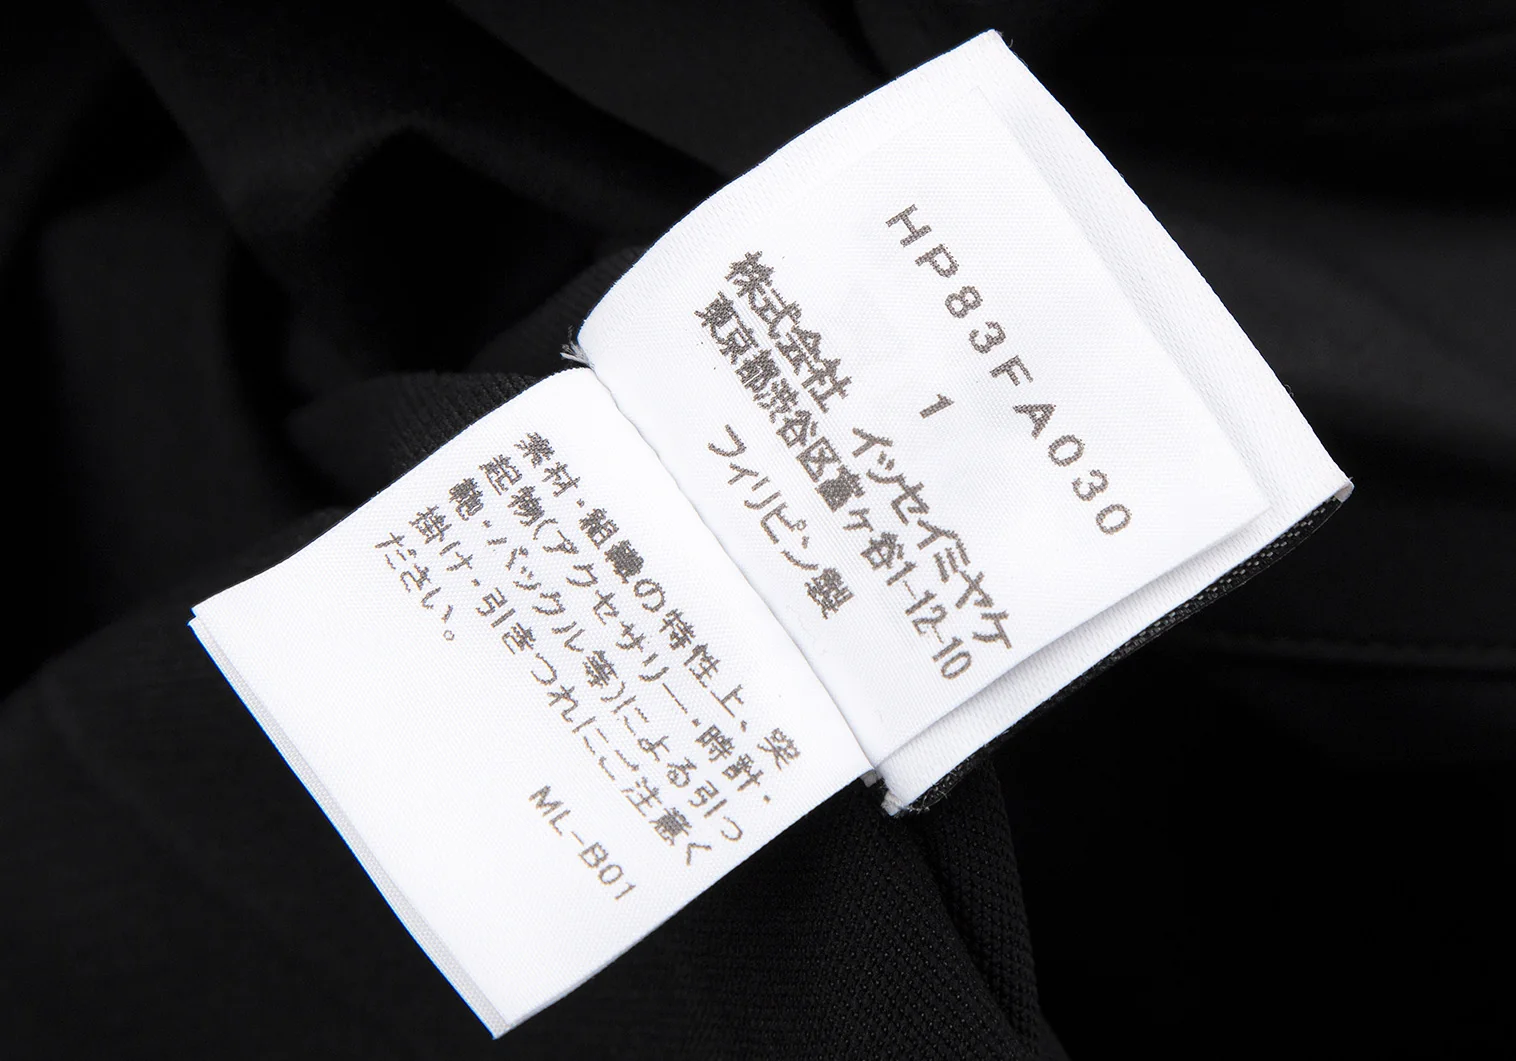 HP83FA030
1
株式会社 イッセイミヤケ
東京都渋谷区富ヶ谷1-12-10
フィリピン製
素材・組織の特性上、突
起物(アクセサリー・時計・
鞄・バックル等)による引っ
掛け・引きつれにご注意く
ださい。
ML-B01